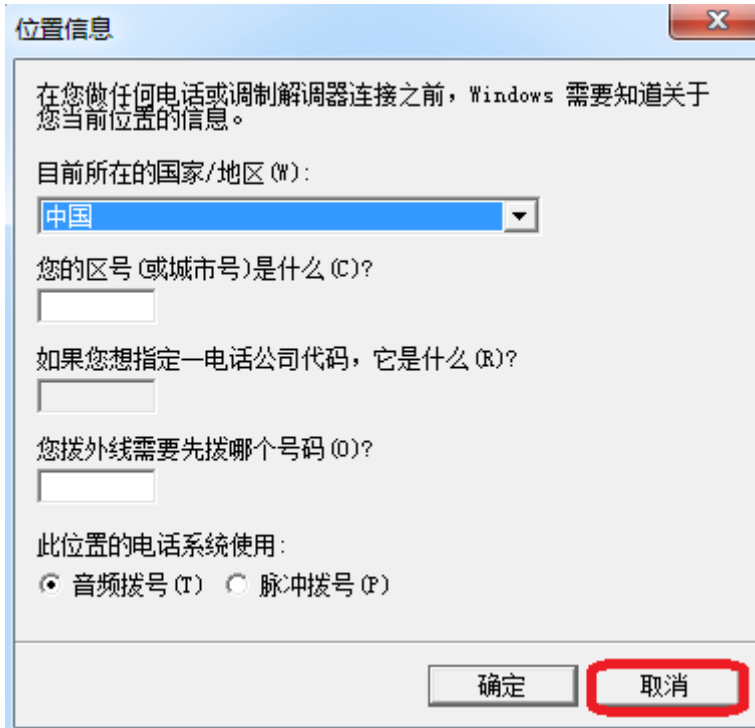 位置信息
在您做任何电话或调制解调器连接之前，Windows 需要知道关于
您当前位置的信息。
目前所在的国家/地区(W):
中国
您的区号(或城市号)是什么(C)?
如果您想指定一电话公司代码，它是什么(R)?
您拨外线需要先拨哪个号码(O)?
此位置的电话系统使用:
音频拨号(T) 脉冲拨号(P)
确定 取消